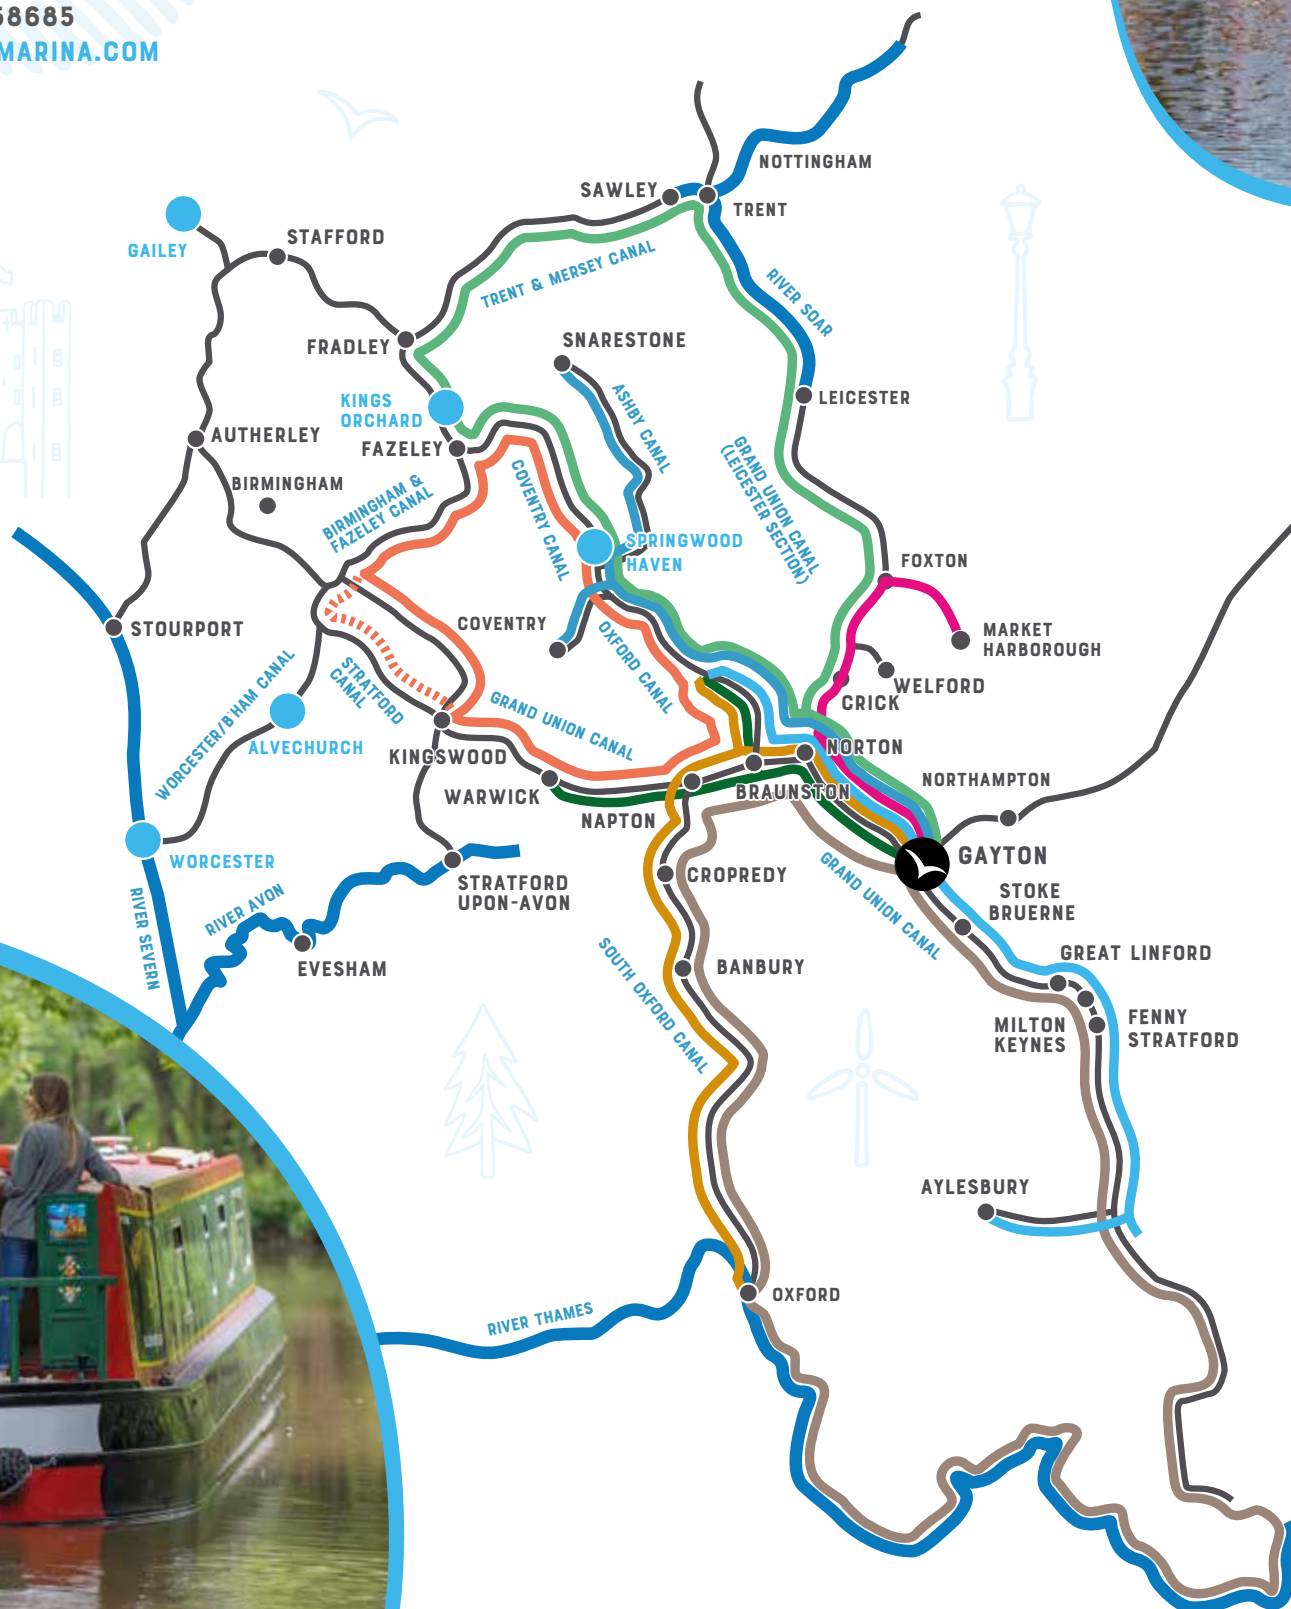 58685
MARINA.COM
NOTTINGHAM
SAWLEY
TRENT
GAILEY
STAFFORD
TRENT & MERSEY CANAL
RIVER SOAR
FRADLEY
SNARESTONE
KINGS
ORCHARD
ASHBY CANAL
LEICESTER
AUTHERLEY
FAZELEY
BIRMINGHAM
BIRMINGHAM &
FAZELEY CANAL
COVENTRY CANAL
GRAND UNION CANAL
(LEICESTER SECTION)
SPRINGWOOD
HAVEN
FOXTON
STOURPORT
COVENTRY
OXFORD CANAL
MARKET
HARBOROUGH
WELFORD
CRICK
WORCESTER/B'HAM CANAL
STRATFORD
CANAL
ALVECHURCH
GRAND UNION CANAL
KINGSWOOD
NORTON
NORTHAMPTON
WARWICK
BRAUNSTON
NAPTON
WORCESTER
GAYTON
CROPREDY
GRAND UNION CANAL
STRATFORD
UPON-AVON
STOKE
BRUERNE
RIVER SEVERN
RIVER AVON
EVESHAM
SOUTH OXFORD CANAL
BANBURY
GREAT LINFORD
MILTON
KEYNES
FENNY
STRATFORD
AYLESBURY
OXFORD
RIVER THAMES